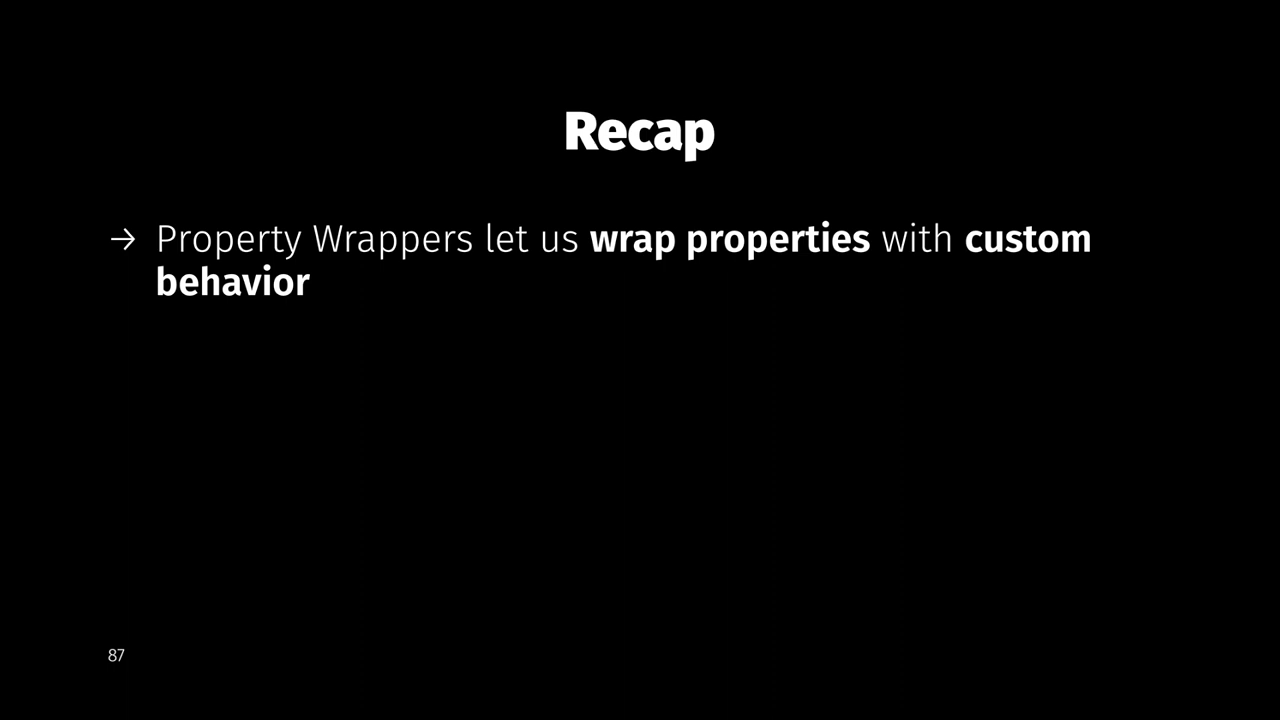 Recap
→ Property Wrappers let us wrap properties with custom
behavior
87